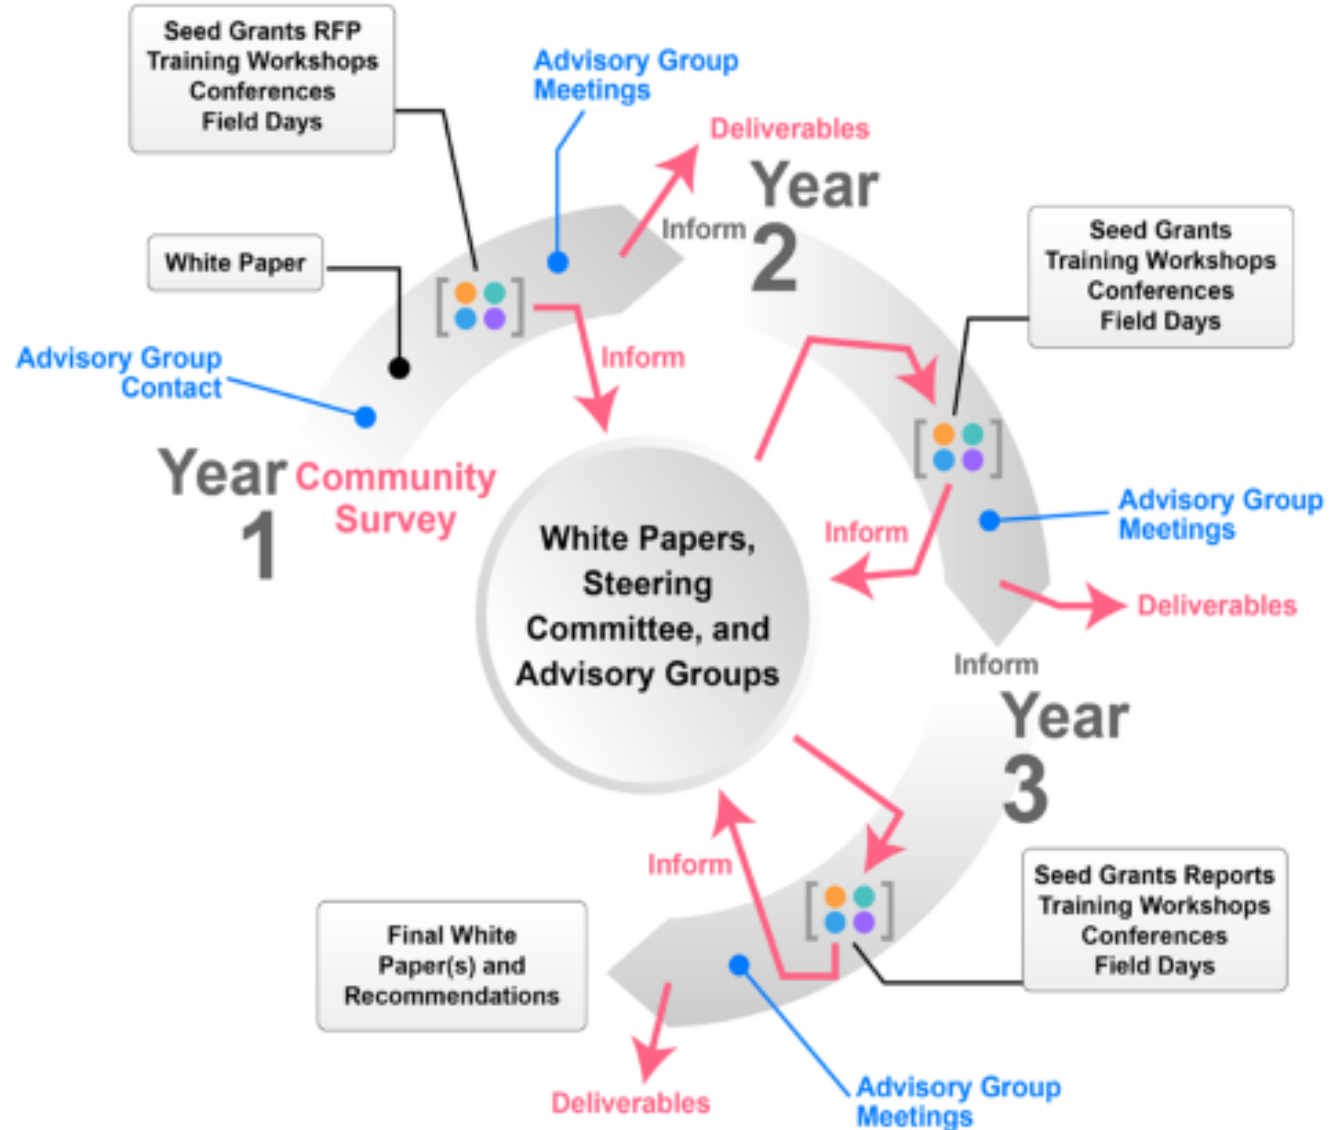 Seed Grants RFP
Training Workshops
Conferences
Field Days
Advisory Group
Meetings
Deliverables
Year
2
Inform
White Paper
Inform
Advisory Group
Contact
Year
1
Community
Survey
Seed Grants
Training Workshops
Conferences
Field Days
Inform
Advisory Group
Meetings
Deliverables
White Papers,
Steering
Committee, and
Advisory Groups
Inform
Year
3
Inform
Seed Grants Reports
Training Workshops
Conferences
Field Days
Final White
Paper(s) and
Recommendations
Deliverables
Advisory Group
Meetings